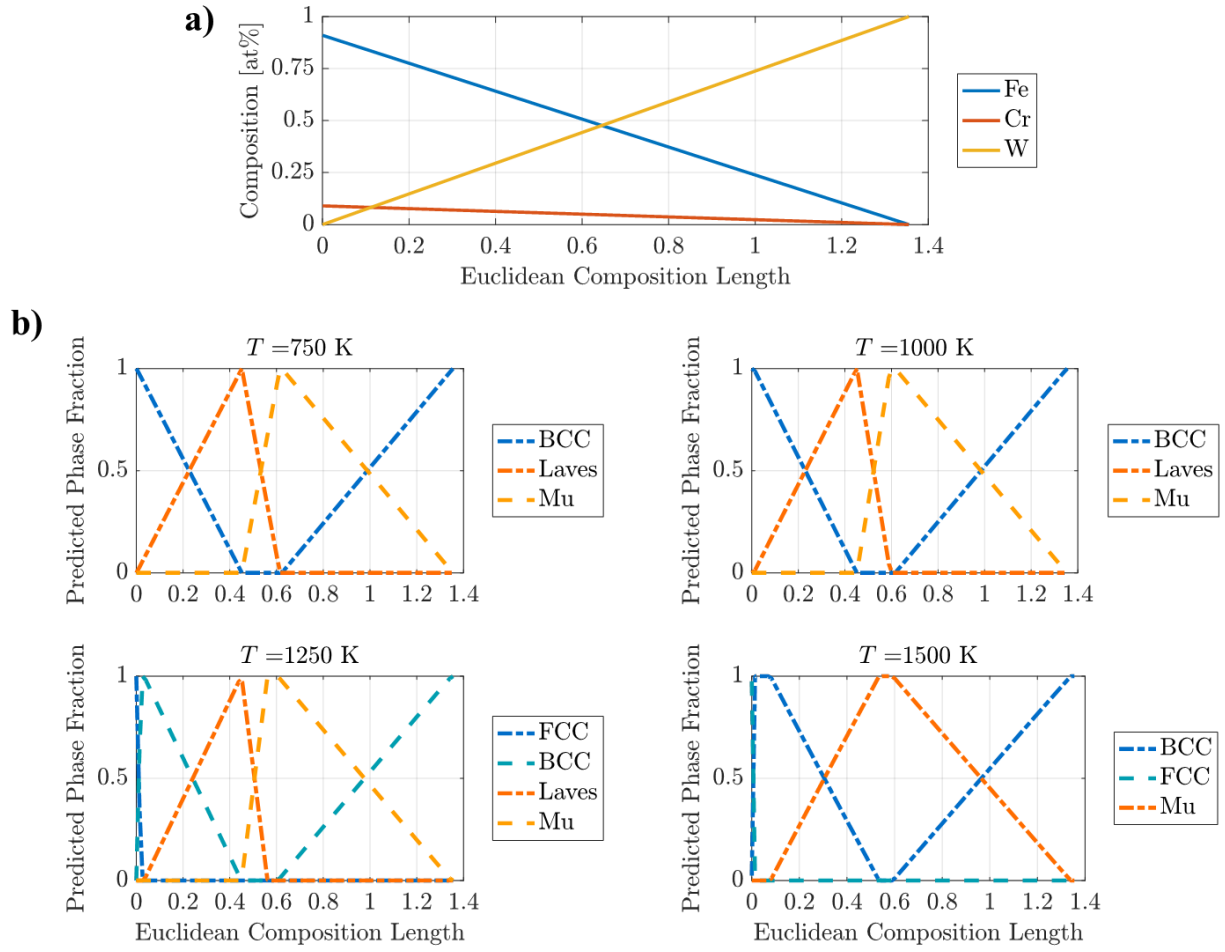 a)
Composition [at%]
1
0.75
0.5
0.25
0
0 0.2 0.4 0.6 0.8 1 1.2 1.4
Euclidean Composition Length
Fe
Cr
W
b)
T =750 K
Predicted Phase Fraction
1
0.5
0
0 0.2 0.4 0.6 0.8 1 1.2 1.4
BCC
Laves
Mu
T =1000 K
Predicted Phase Fraction
1
0.5
0
0 0.2 0.4 0.6 0.8 1 1.2 1.4
BCC
Laves
Mu
T =1250 K
Predicted Phase Fraction
1
0.5
0
0 0.2 0.4 0.6 0.8 1 1.2 1.4
Euclidean Composition Length
FCC
BCC
Laves
Mu
T =1500 K
Predicted Phase Fraction
1
0.5
0
0 0.2 0.4 0.6 0.8 1 1.2 1.4
Euclidean Composition Length
BCC
FCC
Mu